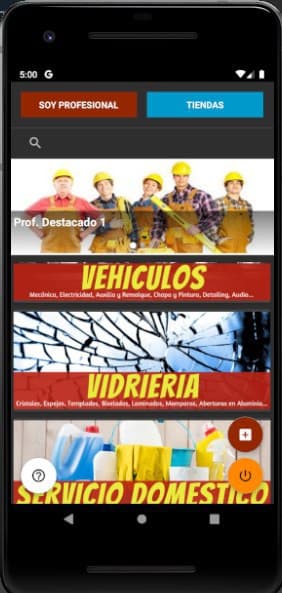 5:00 G
SOY PROFESIONAL
TIENDAS
Prof. Destacado 1
VEHICULOS
Mecánica, Electricidad, Auxilio y Remolque, Chapa y Pintura, Detailing, Audio...
VIDRIERIA
Cristales, Espejos, Templados, Blindados, Laminados, Mamparas, Aberturas en Aluminio...
SERVICIO DOMESTICO